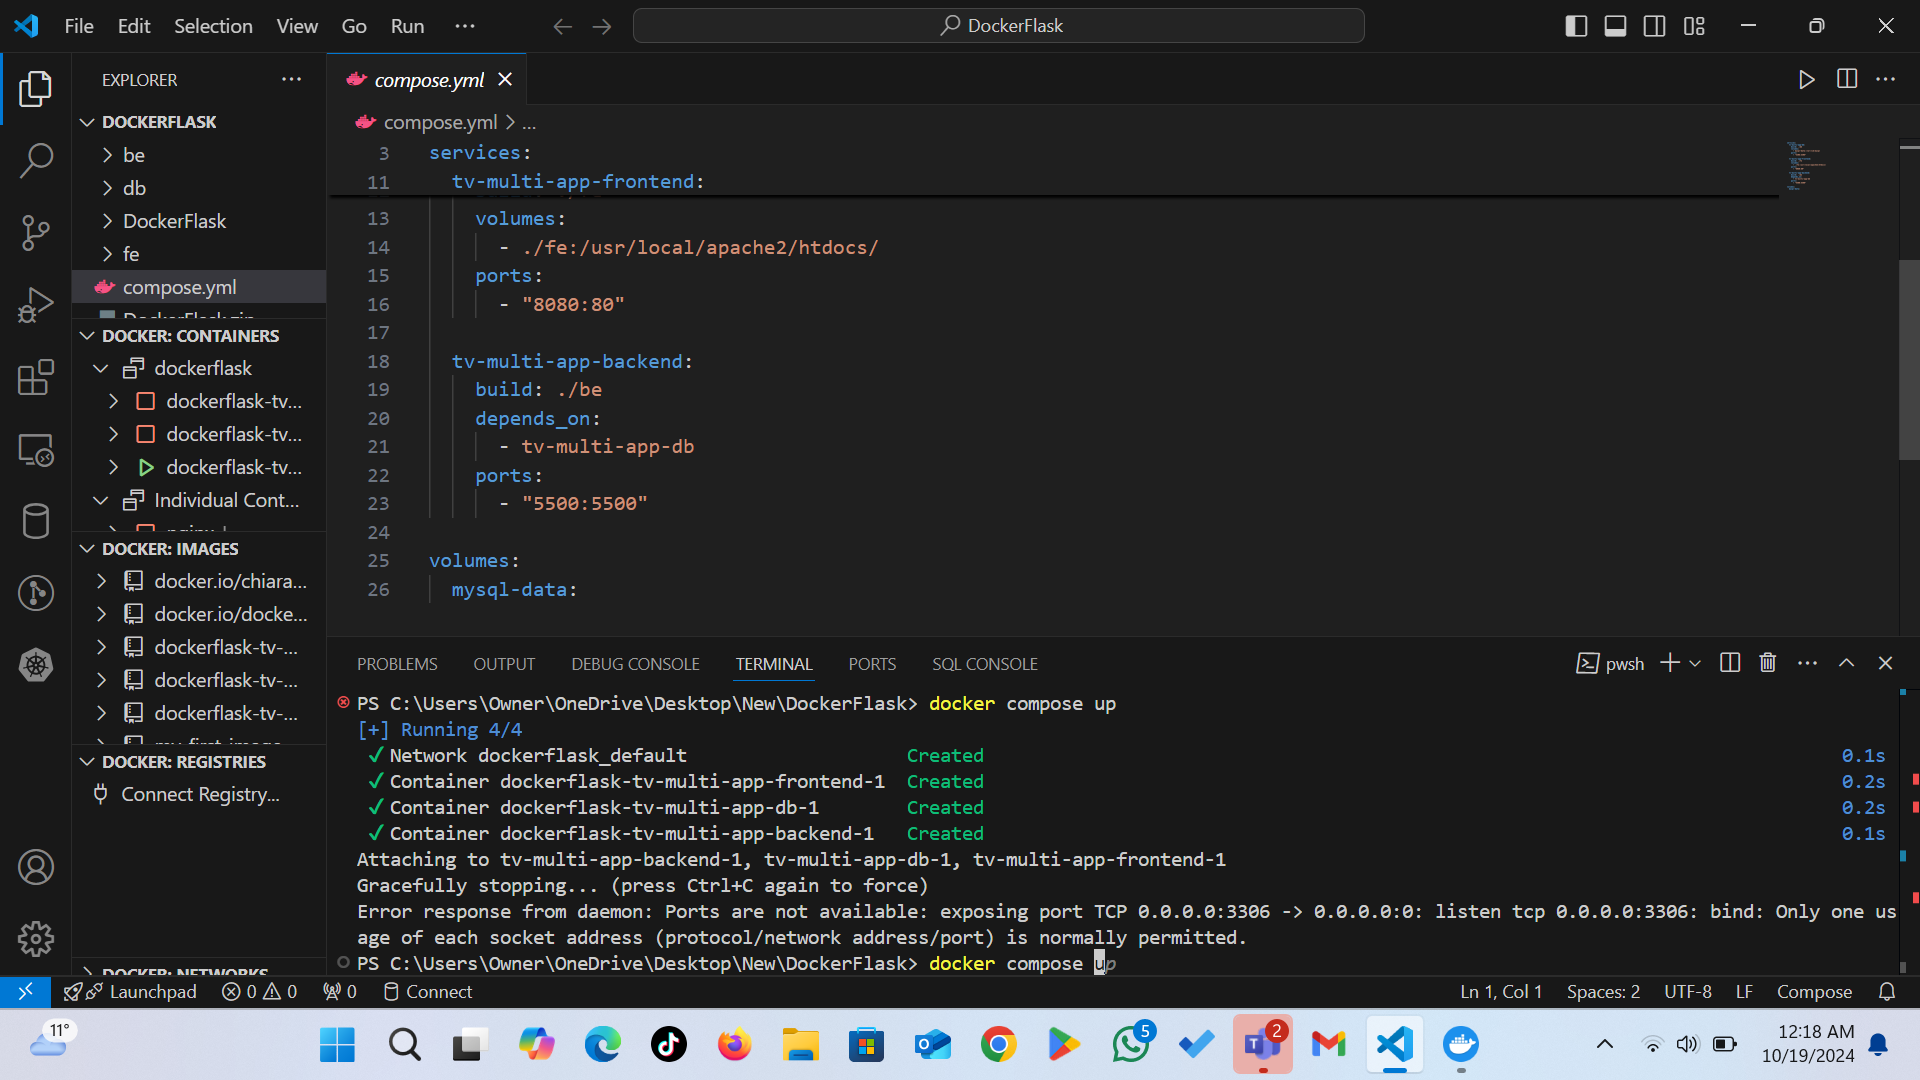 File Edit Selection View Go Run ...
DockerFlask
EXPLORER
DOCKERFLASK
be
db
DockerFlask
fe
compose.yml
DOCKER: CONTAINERS
dockerflask
dockerflask-tv...
dockerflask-tv...
dockerflask-tv...
Individual Cont...
DOCKER: IMAGES
docker.io/chiara...
docker.io/docke...
dockerflask-tv-...
dockerflask-tv-...
dockerflask-tv-...
my-first-image
DOCKER: REGISTRIES
Connect Registry...
DOCKER: NETWORKS
compose.yml
compose.yml > ...
3 services:
11 tv-multi-app-frontend:
13 volumes:
14 - ./fe:/usr/local/apache2/htdocs/
15 ports:
16 - "8080:80"
17
18 tv-multi-app-backend:
19 build: ./be
20 depends_on:
21 - tv-multi-app-db
22 ports:
23 - "5500:5500"
24
25 volumes:
26 mysql-data:
PROBLEMS OUTPUT DEBUG CONSOLE TERMINAL PORTS SQL CONSOLE
pwsh
PS C:\Users\Owner\OneDrive\Desktop\New\DockerFlask> docker compose up
[+] Running 4/4
✓ Network dockerflask_default Created 0.1s
✓ Container dockerflask-tv-multi-app-frontend-1 Created 0.2s
✓ Container dockerflask-tv-multi-app-db-1 Created 0.2s
✓ Container dockerflask-tv-multi-app-backend-1 Created 0.1s
Attaching to tv-multi-app-backend-1, tv-multi-app-db-1, tv-multi-app-frontend-1
Gracefully stopping... (press Ctrl+C again to force)
Error response from daemon: Ports are not available: exposing port TCP 0.0.0.0:3306 -> 0.0.0.0:0: listen tcp 0.0.0.0:3306: bind: Only one us
age of each socket address (protocol/network address/port) is normally permitted.
PS C:\Users\Owner\OneDrive\Desktop\New\DockerFlask> docker compose up
Launchpad 0 0 0 Connect
Ln 1, Col 1 Spaces: 2 UTF-8 LF Compose
11°
5
2
12:18 AM
10/19/2024